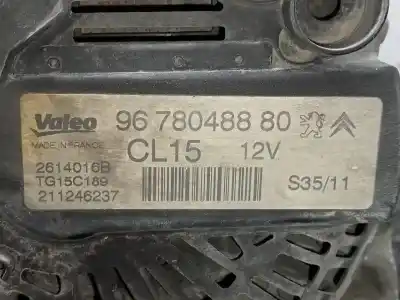 Valeo 96 780488 80
MADE IN FRANCE CL15 12V
2614016B
TG15C189 S35/11
211246237